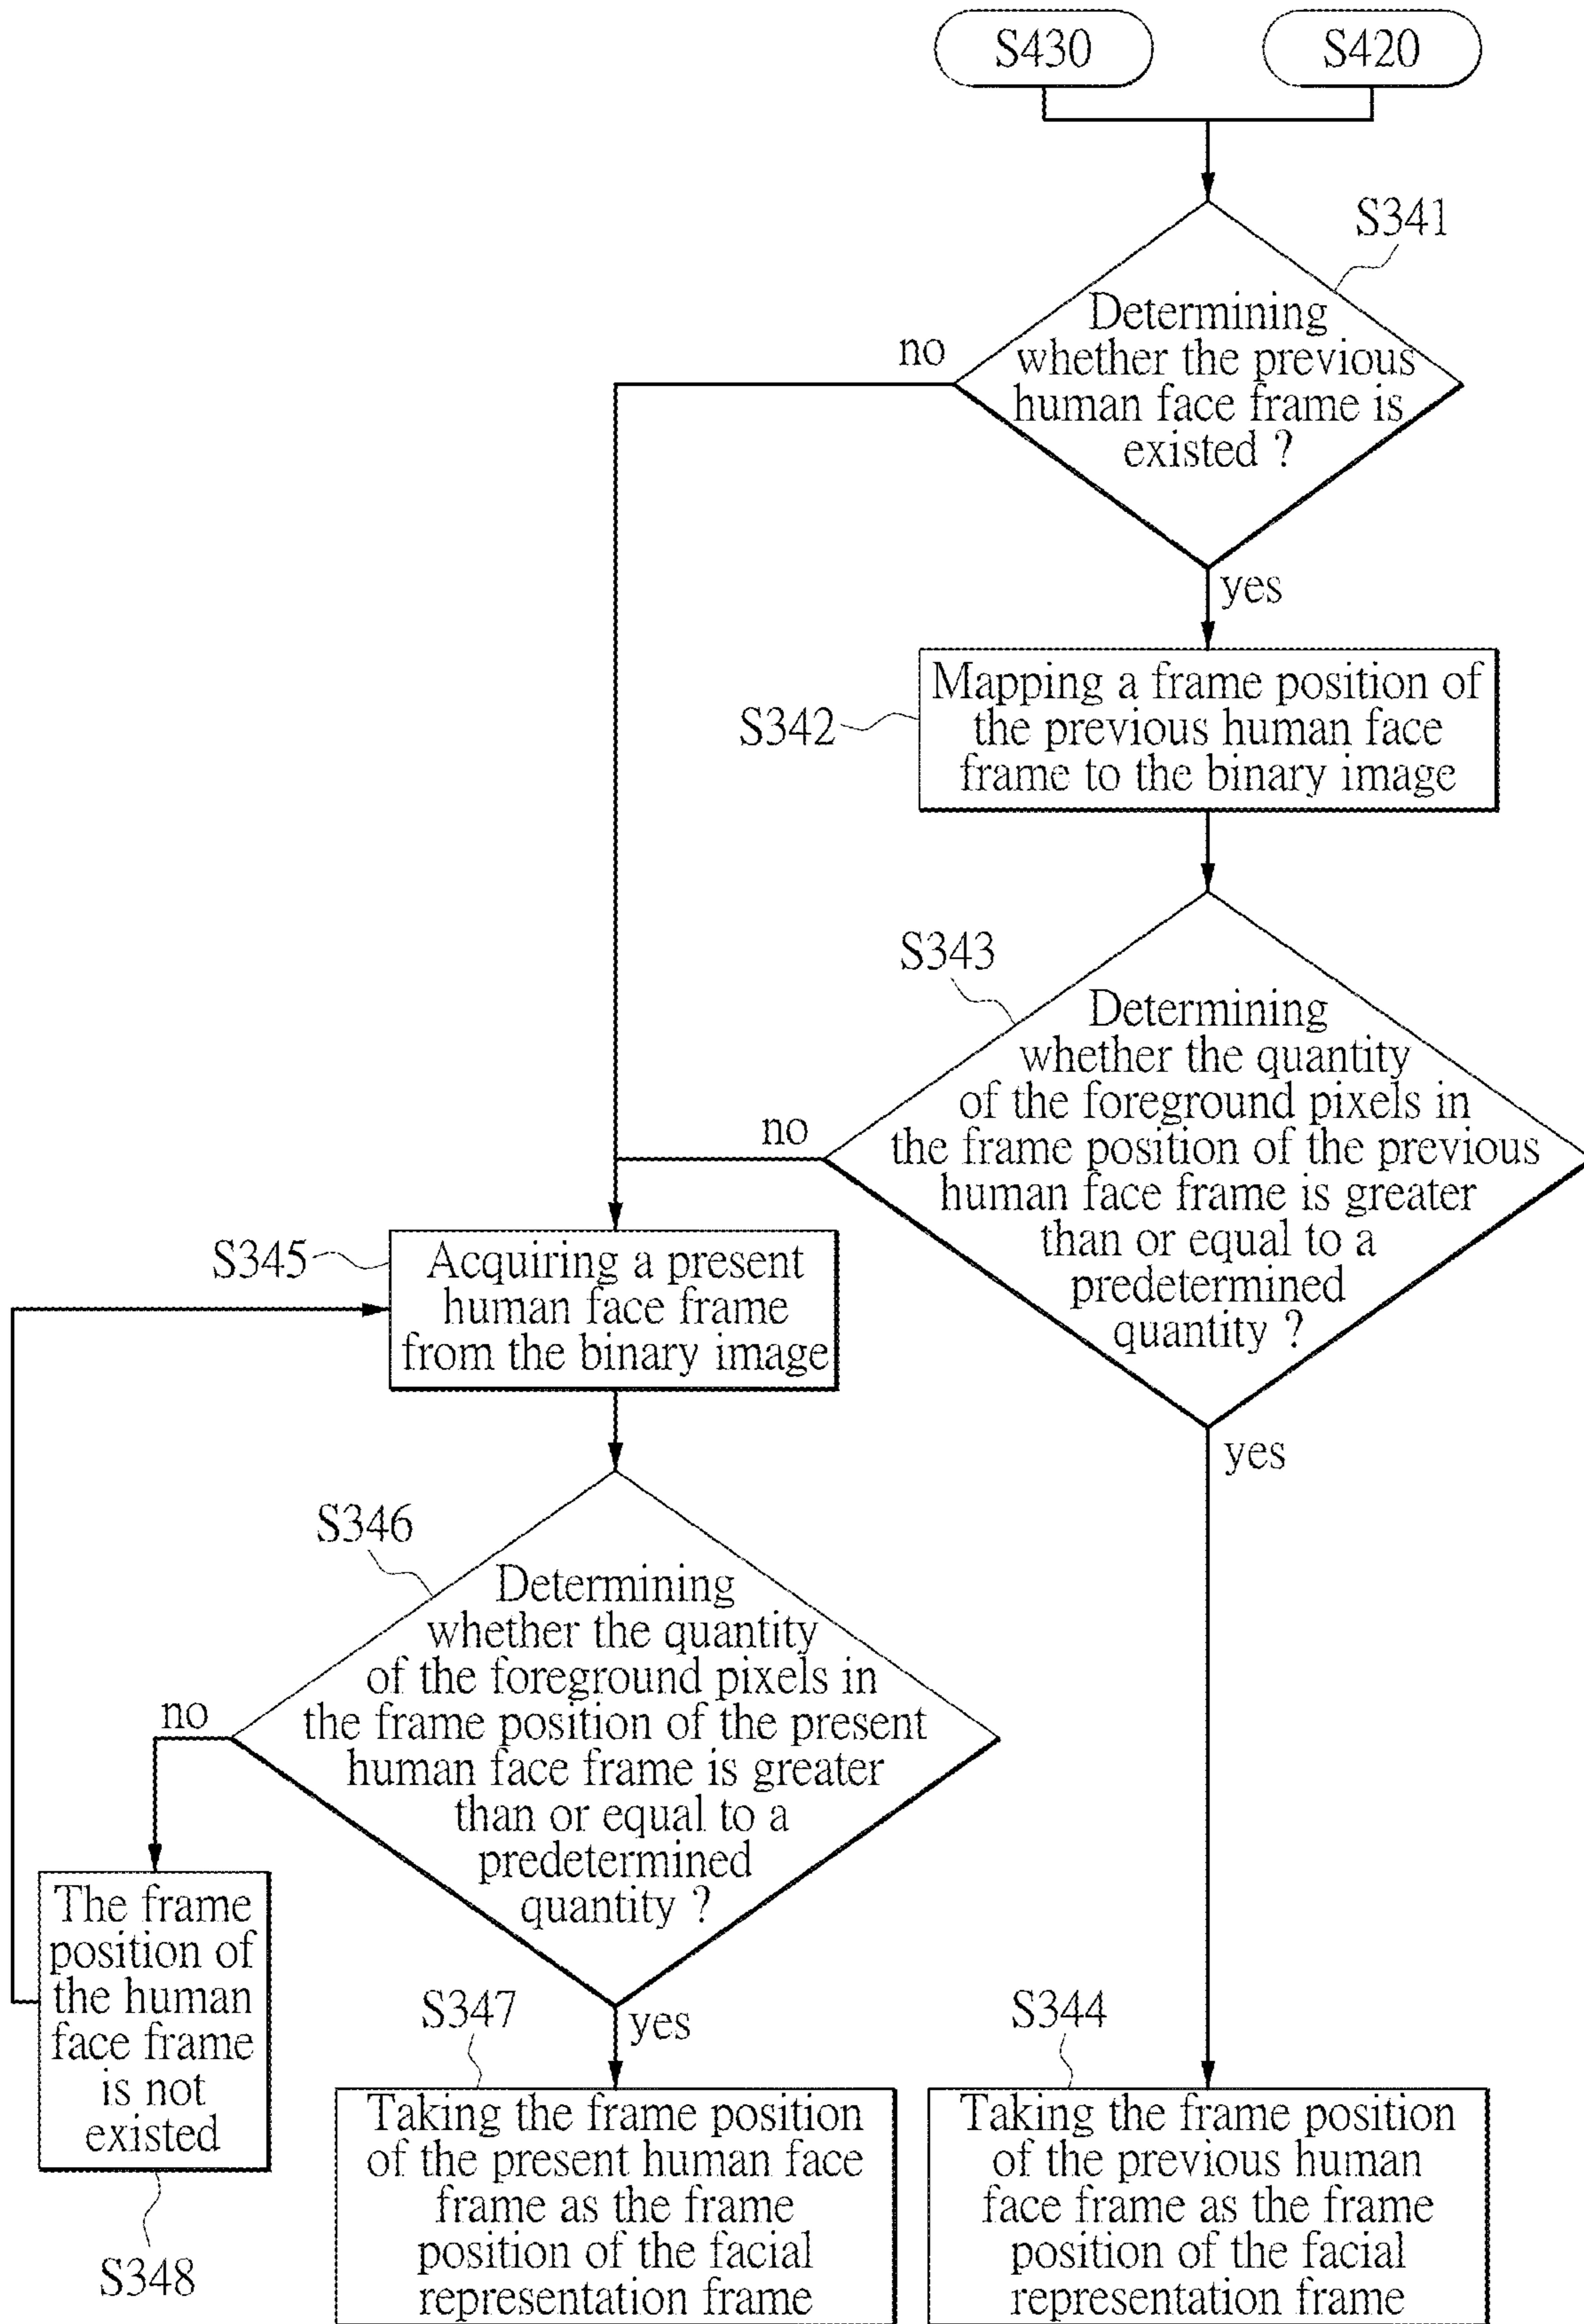 S430
S420
S341
Determining
whether the previous
human face frame is
existed ?
no
yes
S342
Mapping a frame position of
the previous human face
frame to the binary image
S343
Determining
whether the quantity
of the foreground pixels in
the frame position of the previous
human face frame is greater
than or equal to a
predetermined
quantity ?
no
yes
S345
Acquiring a present
human face frame
from the binary image
S346
Determining
whether the quantity
of the foreground pixels in
the frame position of the present
human face frame is greater
than or equal to a
predetermined
quantity ?
no
yes
The frame
position of
the human
face frame
is not
existed
S348
S347
Taking the frame position
of the present human face
frame as the frame
position of the facial
representation frame
S344
Taking the frame position
of the previous human
face frame as the frame
position of the facial
representation frame